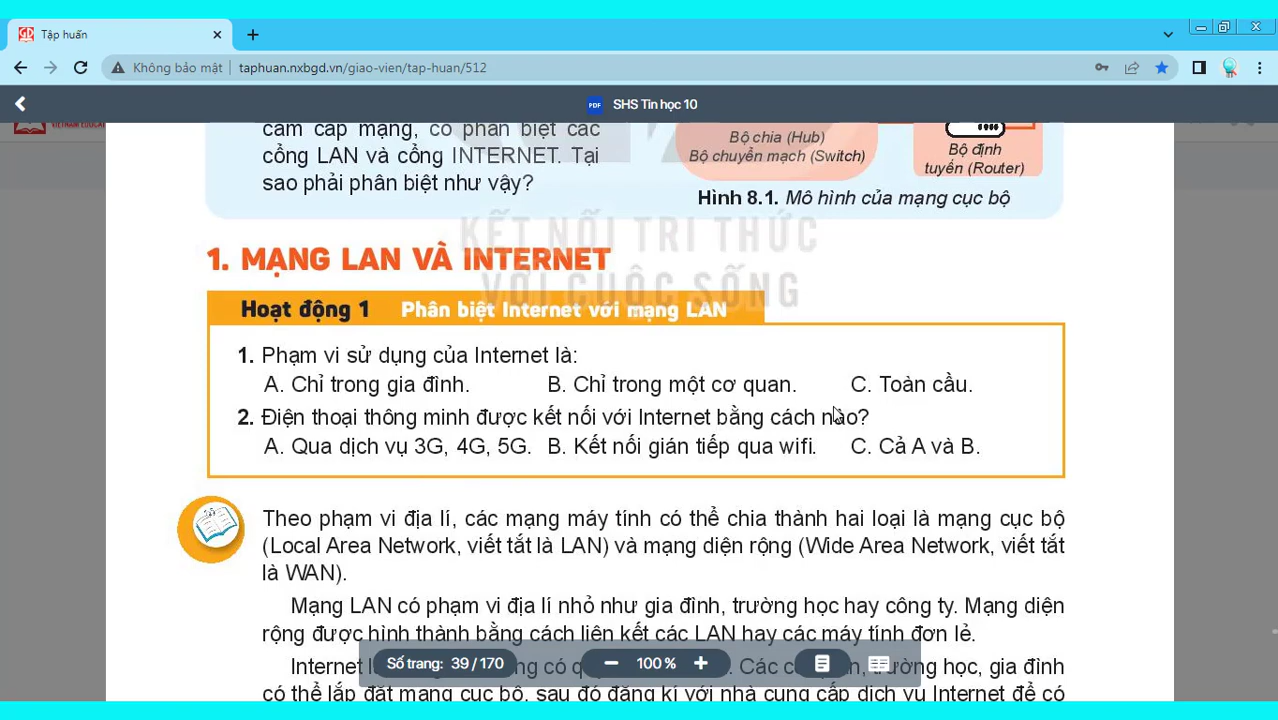 Tập huấn
Không bảo mật
taphuan.nxbgd.vn/giao-vien/tap-huan/512
PDF SHS Tin học 10
cắm cáp mạng, có phân biệt các
cổng LAN và cổng INTERNET. Tại
sao phải phân biệt như vậy?
Bộ chia (Hub)
Bộ chuyển mạch (Switch)
Bộ định
tuyến (Router)
Hình 8.1. Mô hình của mạng cục bộ
KẾT NỐI TRI THỨC
VỚI CUỘC SỐNG
1. MẠNG LAN VÀ INTERNET
Hoạt động 1 Phân biệt Internet với mạng LAN
1. Phạm vi sử dụng của Internet là:
A. Chỉ trong gia đình. B. Chỉ trong một cơ quan. C. Toàn cầu.
2. Điện thoại thông minh được kết nối với Internet bằng cách nào?
A. Qua dịch vụ 3G, 4G, 5G. B. Kết nối gián tiếp qua wifi. C. Cả A và B.
Theo phạm vi địa lí, các mạng máy tính có thể chia thành hai loại là mạng cục bộ
(Local Area Network, viết tắt là LAN) và mạng diện rộng (Wide Area Network, viết tắt
là WAN).
Mạng LAN có phạm vi địa lí nhỏ như gia đình, trường học hay công ty. Mạng diện
rộng được hình thành bằng cách liên kết các LAN hay các máy tính đơn lẻ.
Internet có Các trường học, gia đình
Số trang: 39 / 170 100 %
có thể lắp đặt mạng cục bộ, sau đó đăng kí với nhà cung cấp dịch vụ Internet để có